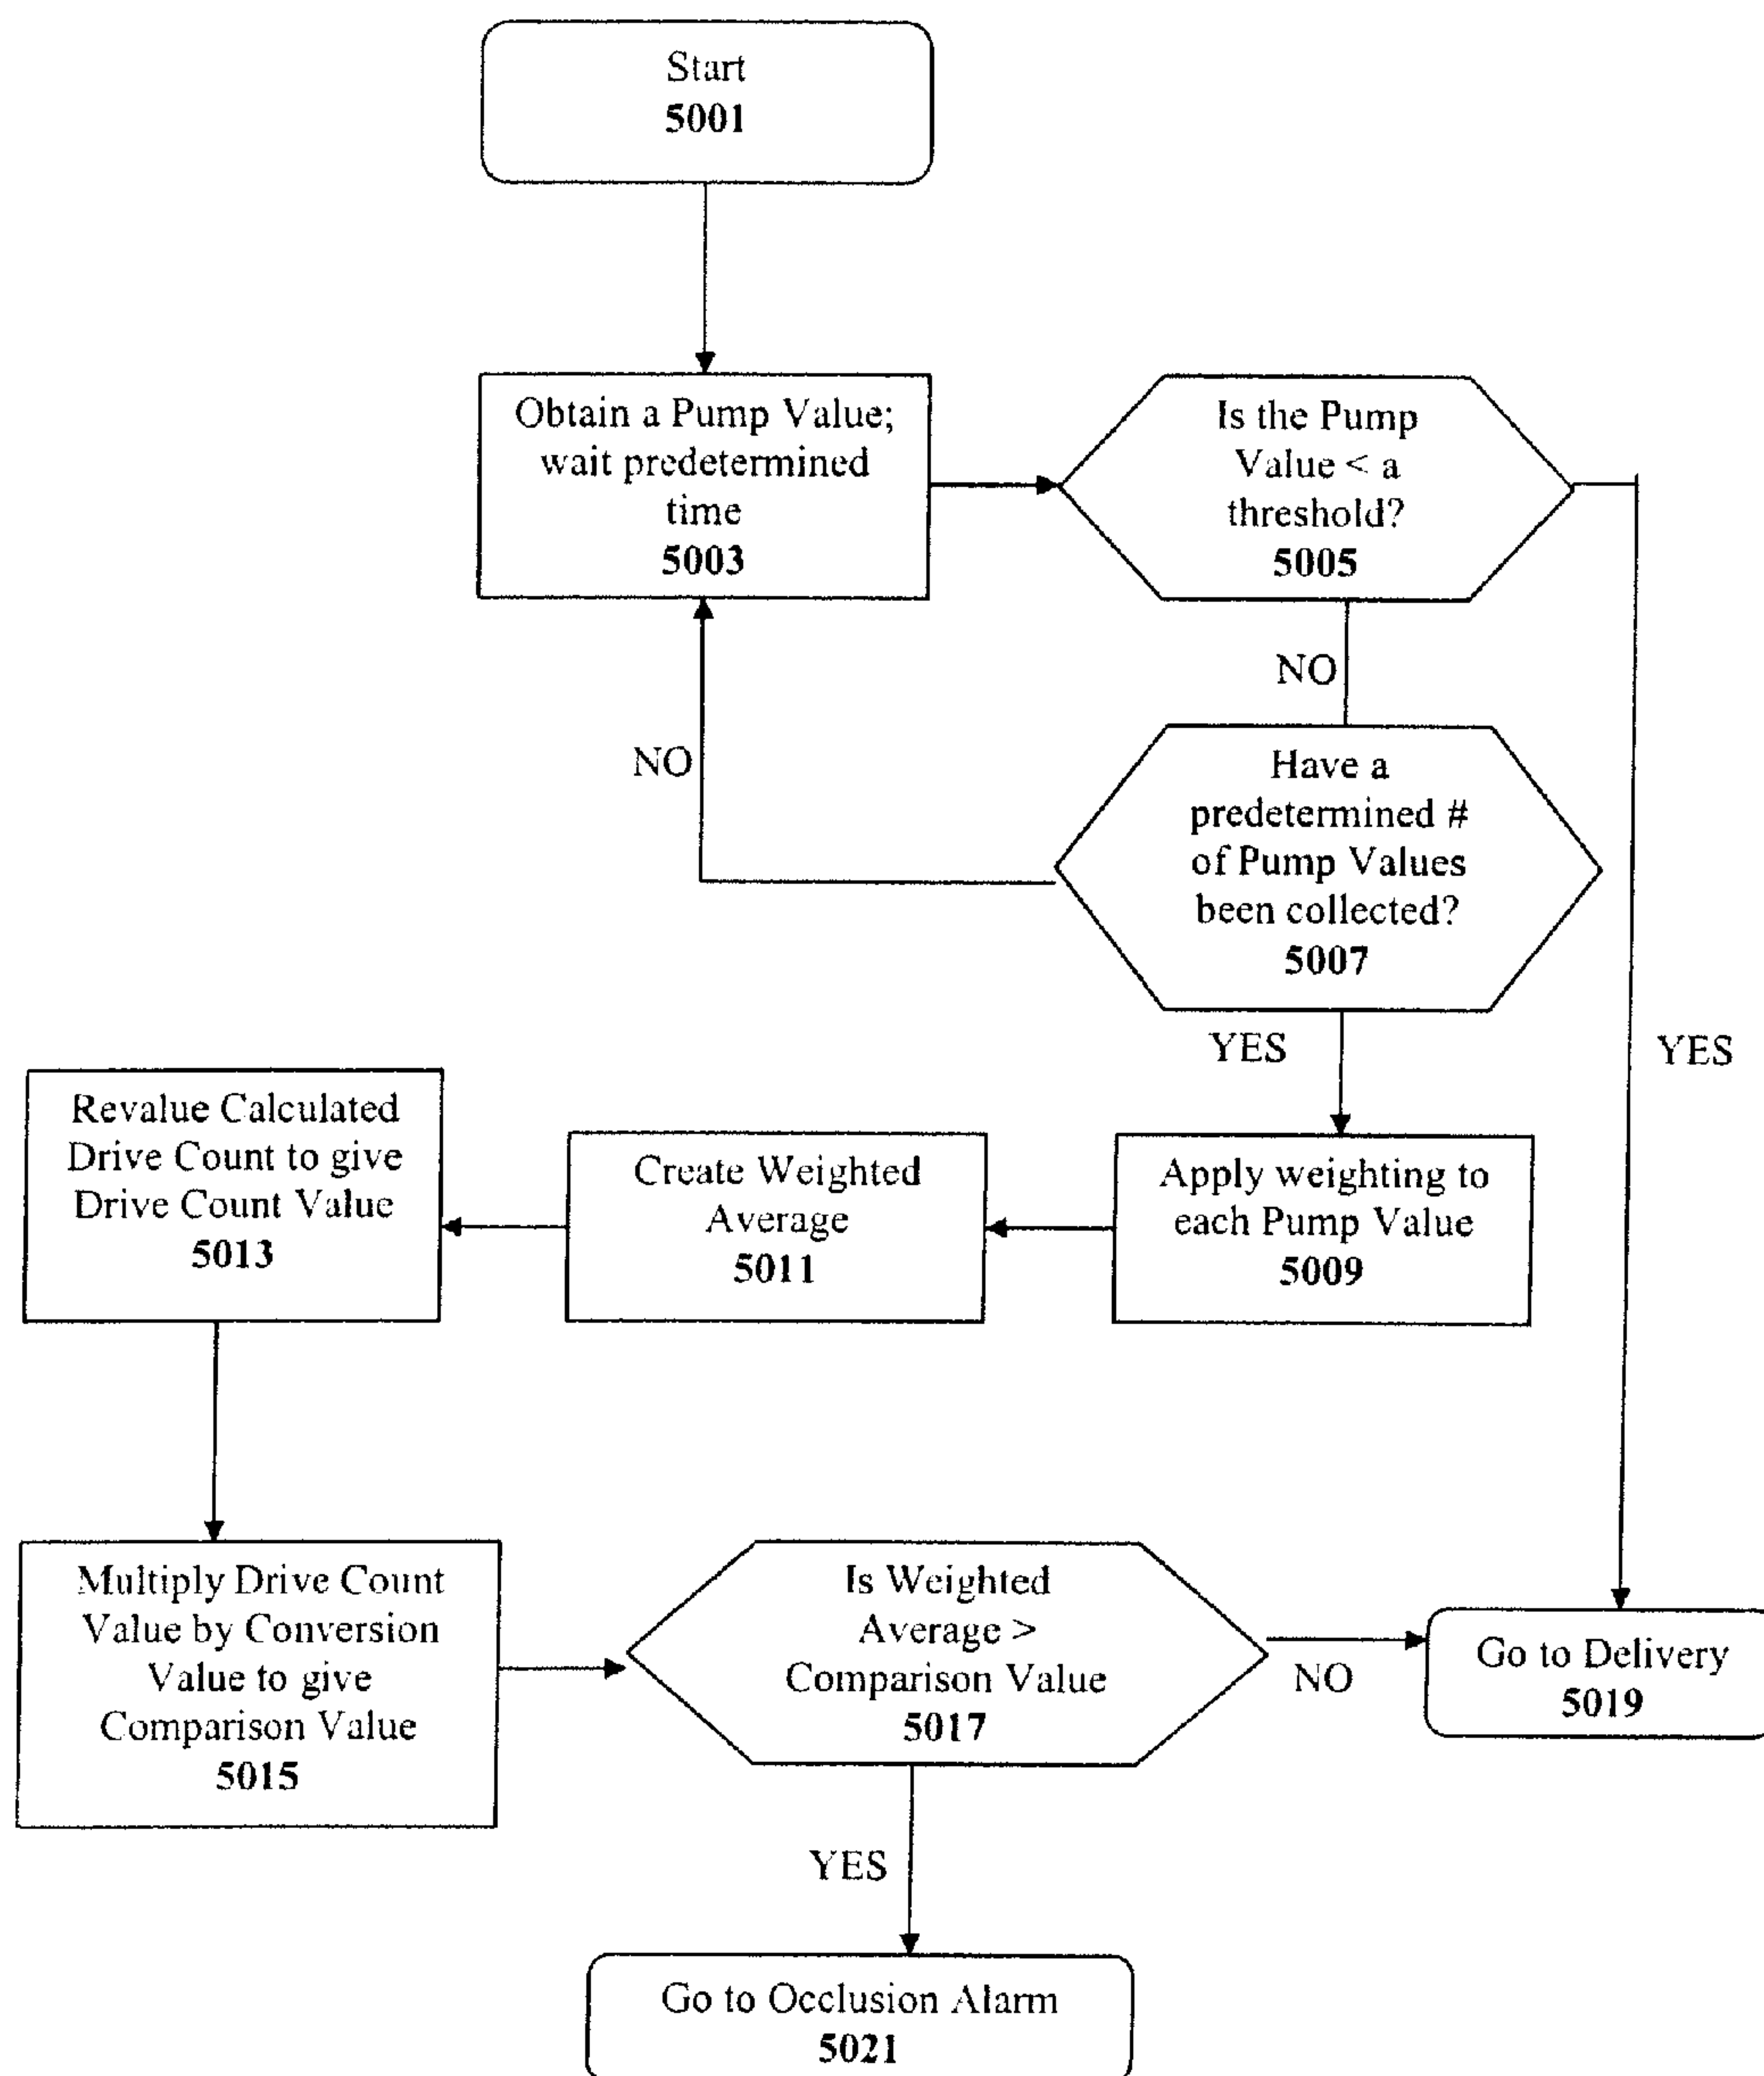 Start
5001
Obtain a Pump Value;
wait predetermined
time
5003
Is the Pump
Value < a
threshold?
5005
NO
NO
Have a
predetermined #
of Pump Values
been collected?
5007
YES
YES
Revalue Calculated
Drive Count to give
Drive Count Value
5013
Create Weighted
Average
5011
Apply weighting to
each Pump Value
5009
Multiply Drive Count
Value by Conversion
Value to give
Comparison Value
5015
Is Weighted
Average >
Comparison Value
5017
NO
Go to Delivery
5019
YES
Go to Occlusion Alarm
5021